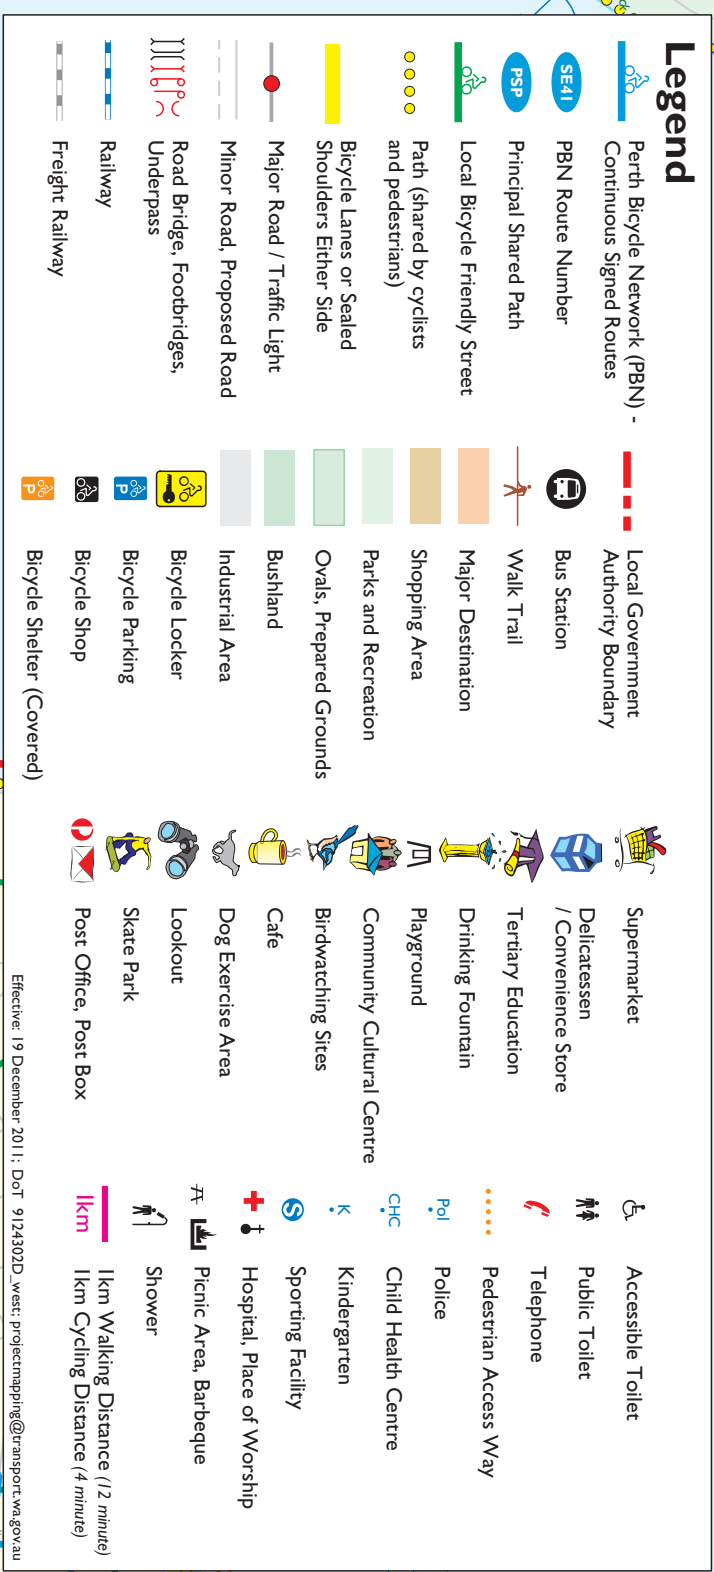 Legend
Perth Bicycle Network (PBN) -
Continuous Signed Routes
SE41
PBN Route Number
PSP
Principal Shared Path
Local Bicycle Friendly Street
Path (shared by cyclists
and pedestrians)
Bicycle Lanes or Sealed
Shoulders Either Side
Major Road / Traffic Light
Minor Road, Proposed Road
Road Bridge, Footbridges,
Underpass
Railway
Freight Railway
Local Government
Authority Boundary
Bus Station
Walk Trail
Major Destination
Shopping Area
Parks and Recreation
Ovals, Prepared Grounds
Bushland
Industrial Area
Bicycle Locker
P
Bicycle Parking
Bicycle Shop
P
Bicycle Shelter (Covered)
Supermarket
Delicatessen
/ Convenience Store
Tertiary Education
Drinking Fountain
Playground
Community Cultural Centre
Birdwatching Sites
Cafe
Dog Exercise Area
Lookout
Skate Park
Post Office, Post Box
Accessible Toilet
Public Toilet
Telephone
Pedestrian Access Way
Pol
Police
CHC
Child Health Centre
K
Kindergarten
S
Sporting Facility
Hospital, Place of Worship
Picnic Area, Barbeque
Shower
1km Walking Distance (12 minute)
1km
1km Cycling Distance (4 minute)
Effective: 19 December 2011; DoT 9124302D_west; projectmapping@transport.wa.gov.au